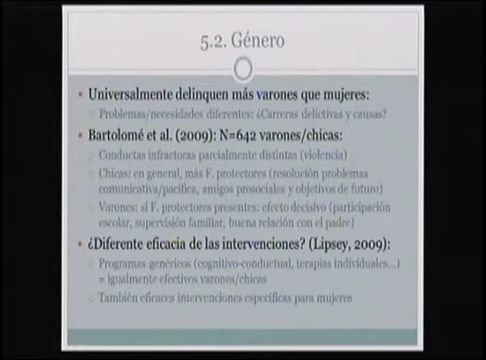 5.2. Género
Universalmente delinquen más varones que mujeres:
Problemas/necesidades diferentes: ¿Carreras delictivas y causas?
Bartolomé et al. (2009): N=642 varones/chicas:
Conductas infractoras parcialmente distintas (violencia)
Chicas: en general, más F. protectores (resolución problemas
comunicativa/pacífica, amigos prosociales y objetivos de futuro)
Varones: si F. protectores presentes: efecto decisivo (participación
escolar, supervisión familiar, buena relación con el padre)
¿Diferente eficacia de las intervenciones? (Lipsey, 2009):
Programas genéricos (cognitivo-conductual, terapias individuales...)
= igualmente efectivos varones/chicas
También eficaces intervenciones específicas para mujeres